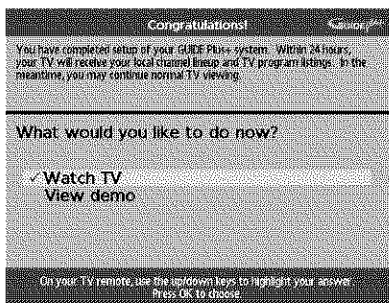 Congratulations!
You have completed setup of your GUIDE Plus+ system. Within 24 hours,
your TV will receive your local channel lineup and TV program listings. In the
meantime, you may continue normal TV viewing.
What would you like to do now?
✓Watch TV
View demo
On your TV remote, use the up/down keys to highlight your answer.
Press OK to choose.